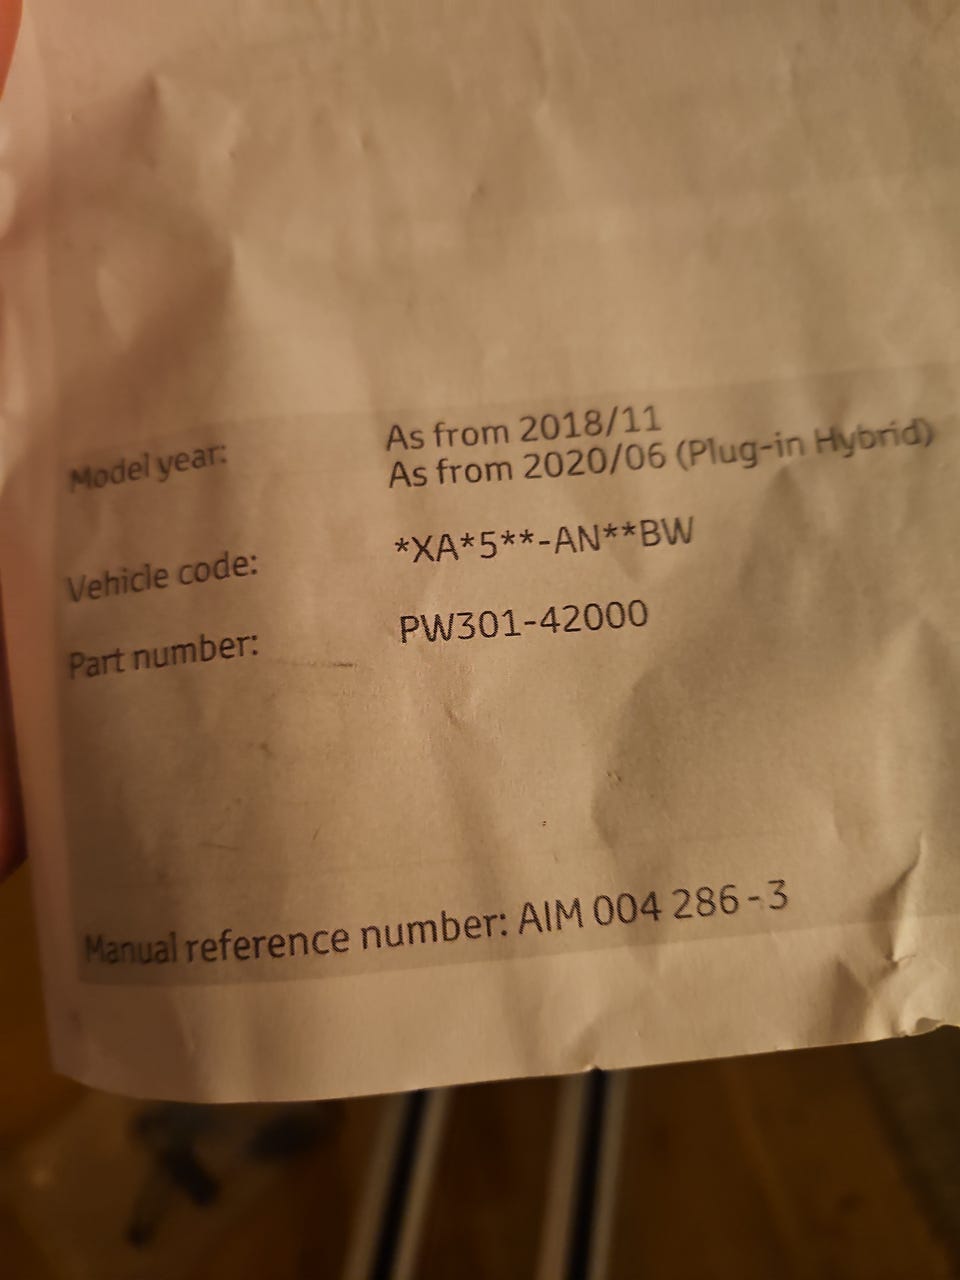 Model year: As from 2018/11
As from 2020/06 (Plug-in Hybrid)
Vehicle code: *XA*5**-AN**BW
Part number: PW301-42000
Manual reference number: AIM 004 286-3